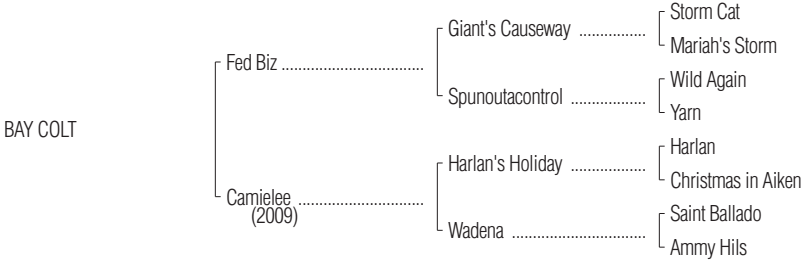 Storm Cat
Giant's Causeway ................
Mariah's Storm
Fed Biz ..................................
Wild Again
Spunoutacontrol ..................
Yarn
BAY COLT
Harlan
Harlan's Holiday ..................
Christmas in Aiken
Camielee ..............................
(2009)
Saint Ballado
Wadena ................................
Ammy Hils